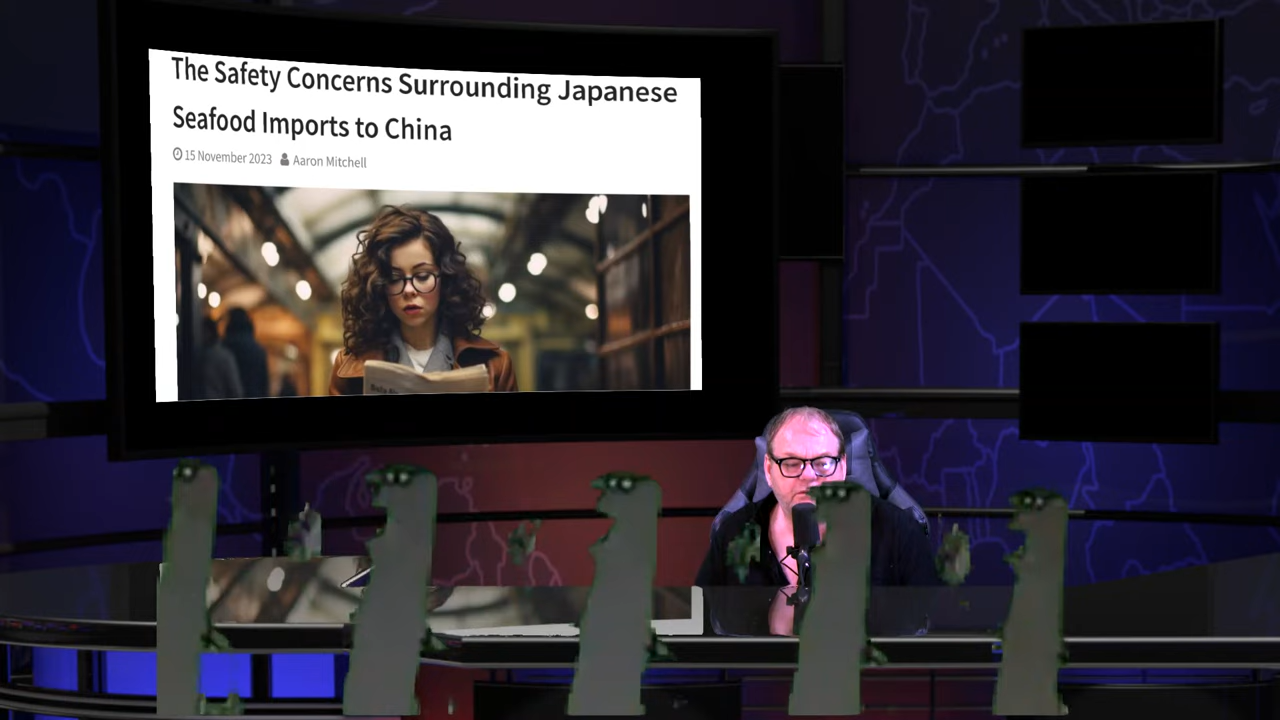 The Safety Concerns Surrounding Japanese
Seafood Imports to China
15 November 2023 Aaron Mitchell